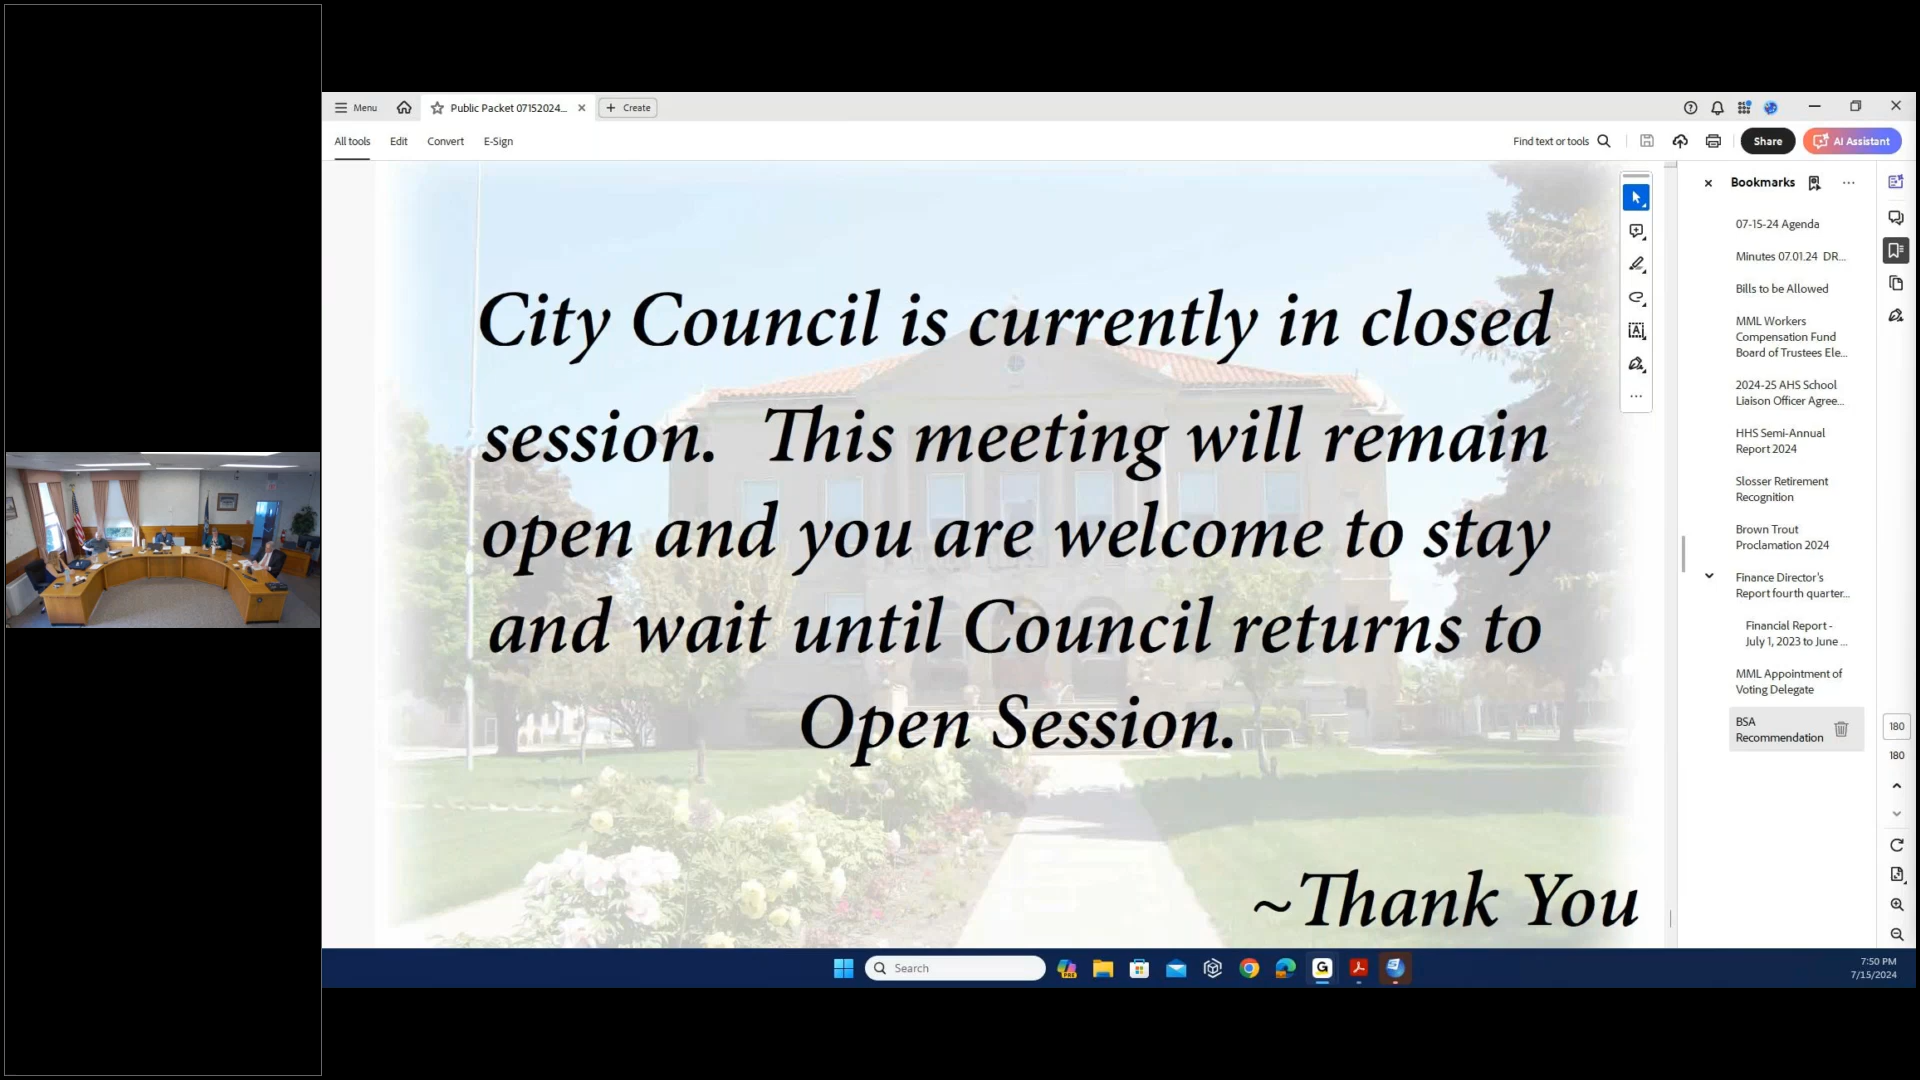 Menu
Public Packet 07152024...
Create
All tools
Edit
Convert
E-Sign
Find text or tools
Share
AI Assistant
City Council is currently in closed
session. This meeting will remain
open and you are welcome to stay
and wait until Council returns to
Open Session.
~Thank You
Bookmarks
07-15-24 Agenda
Minutes 07.01.24 DR...
Bills to be Allowed
MML Workers
Compensation Fund
Board of Trustees Ele...
2024-25 AHS School
Liaison Officer Agree...
HHS Semi-Annual
Report 2024
Slosser Retirement
Recognition
Brown Trout
Proclamation 2024
Finance Director's
Report fourth quarter...
Financial Report -
July 1, 2023 to June ...
MML Appointment of
Voting Delegate
BSA
Recommendation
180
180
Search
PRE
7:50 PM
7/15/2024